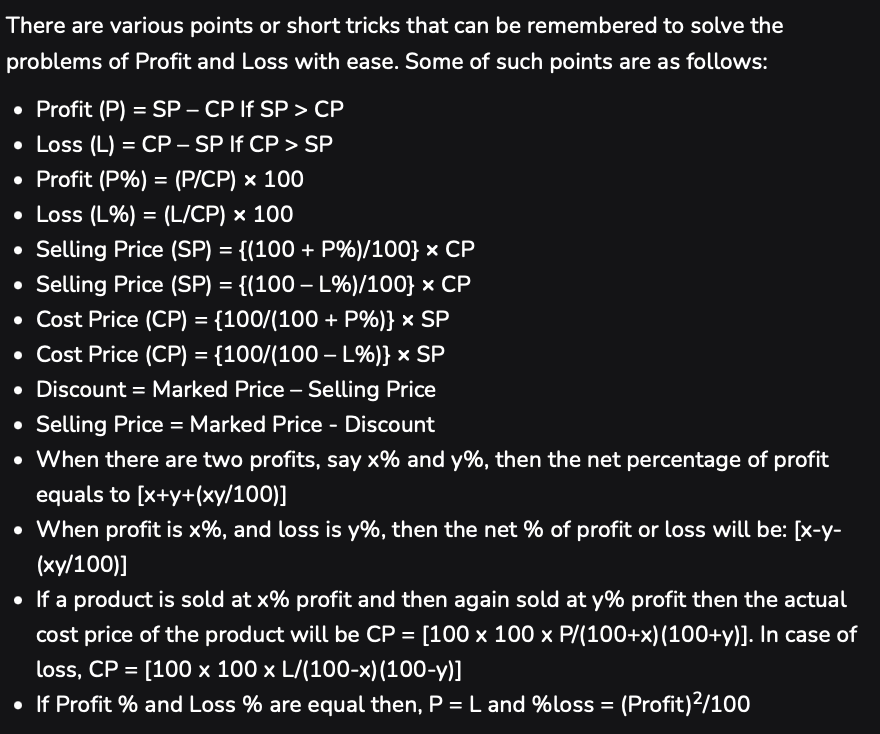 There are various points or short tricks that can be remembered to solve the
problems of Profit and Loss with ease. Some of such points are as follows:
• Profit (P) = SP – CP If SP > CP
• Loss (L) = CP – SP If CP > SP
• Profit (P%) = (P/CP) × 100
• Loss (L%) = (L/CP) × 100
• Selling Price (SP) = {(100 + P%)/100} × CP
• Selling Price (SP) = {(100 – L%)/100} × CP
• Cost Price (CP) = {100/(100 + P%)} × SP
• Cost Price (CP) = {100/(100 – L%)} × SP
• Discount = Marked Price – Selling Price
• Selling Price = Marked Price - Discount
• When there are two profits, say x% and y%, then the net percentage of profit
equals to [x+y+(xy/100)]
• When profit is x%, and loss is y%, then the net % of profit or loss will be: [x-y-
(xy/100)]
• If a product is sold at x% profit and then again sold at y% profit then the actual
cost price of the product will be CP = [100 x 100 x P/(100+x)(100+y)]. In case of
loss, CP = [100 x 100 x L/(100-x)(100-y)]
• If Profit % and Loss % are equal then, P = L and %loss = (Profit)²/100